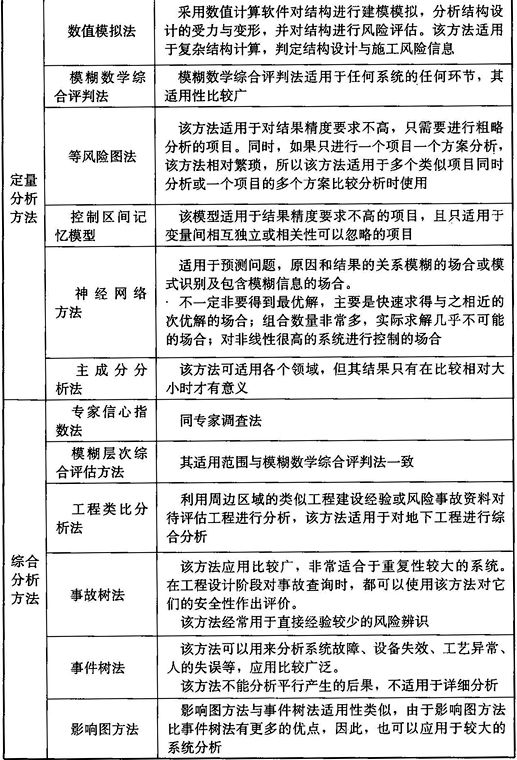 定量
分析
方法
数值模拟法
采用数值计算软件对结构进行建模模拟，分析结构设
计的受力与变形，并对结构进行风险评估。该方法适用
于复杂结构计算，判定结构设计与施工风险信息
模糊数学综
合评判法
模糊数学综合评判法适用于任何系统的任何环节，其
适用性比较广
等风险图法
该方法适用于对结果精度要求不高，只需要进行粗略
分析的项目。同时，如果只进行一个项目一个方案分析，
该方法相对繁琐，所以该方法适用于多个类似项目同时
分析或一个项目的多个方案比较分析时使用
控制区间记
忆模型
该模型适用于结果精度要求不高的项目，且只适用于
变量间相互独立或相关性可以忽略的项目
神经网络
方法
适用于预测问题，原因和结果的关系模糊的场合或模
式识别及包含模糊信息的场合。
不一定非要得到最优解，主要是快速求得与之相近的
次优解的场合；组合数量非常多，实际求解几乎不可能
的场合；对非线性很高的系统进行控制的场合
主成分分
析法
该方法可适用各个领域，但其结果只有在比较相对大
小时才有意义
综合
分析
方法
专家信心指
数法
同专家调查法
模糊层次综
合评估方法
其适用范围与模糊数学综合评判法一致
工程类比分
析法
利用周边区域的类似工程建设经验或风险事故资料对
待评估工程进行分析，该方法适用于对地下工程进行综
合分析
事故树法
该方法应用比较广，非常适合于重复性较大的系统。
在工程设计阶段对事故查询时，都可以使用该方法对它
们的安全性作出评价。
该方法经常用于直接经验较少的风险辨识
事件树法
该方法可以用来分析系统故障、设备失效、工艺异常、
人的失误等，应用比较广泛。
该方法不能分析平行产生的后果，不适用于详细分析
影响图方法
影响图方法与事件树法适用性类似，由于影响图方法
比事件树法有更多的优点，因此，也可以应用于较大的
系统分析